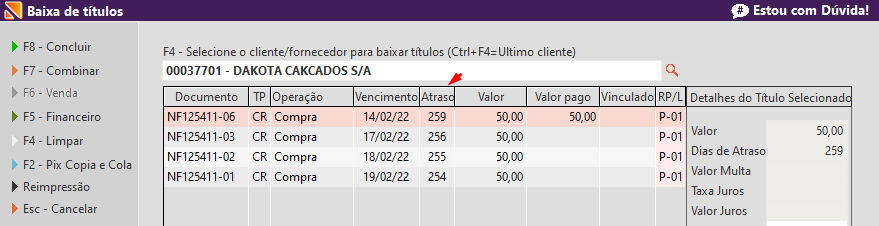 Baixa de títulos
# Estou com Dúvida!
F8 - Concluir
F7 - Combinar
F6 - Venda
F5 - Financeiro
F4 - Limpar
F2 - Pix Copia e Cola
Reimpressão
Esc - Cancelar
F4 - Selecione o cliente/fornecedor para baixar títulos (Ctrl+F4=Ultimo cliente)
00037701 - DAKOTA CAKCADOS S/A
Documento TP Operação Vencimento Atraso Valor Valor pago Vinculado RP/L
NF125411-06 CR Compra 14/02/22 259 50,00 50,00 P-01
NF125411-03 CR Compra 17/02/22 256 50,00 P-01
NF125411-02 CR Compra 18/02/22 255 50,00 P-01
NF125411-01 CR Compra 19/02/22 254 50,00 P-01
Detalhes do Título Selecionado
Valor 50,00
Dias de Atraso 259
Valor Multa
Taxa Juros
Valor Juros